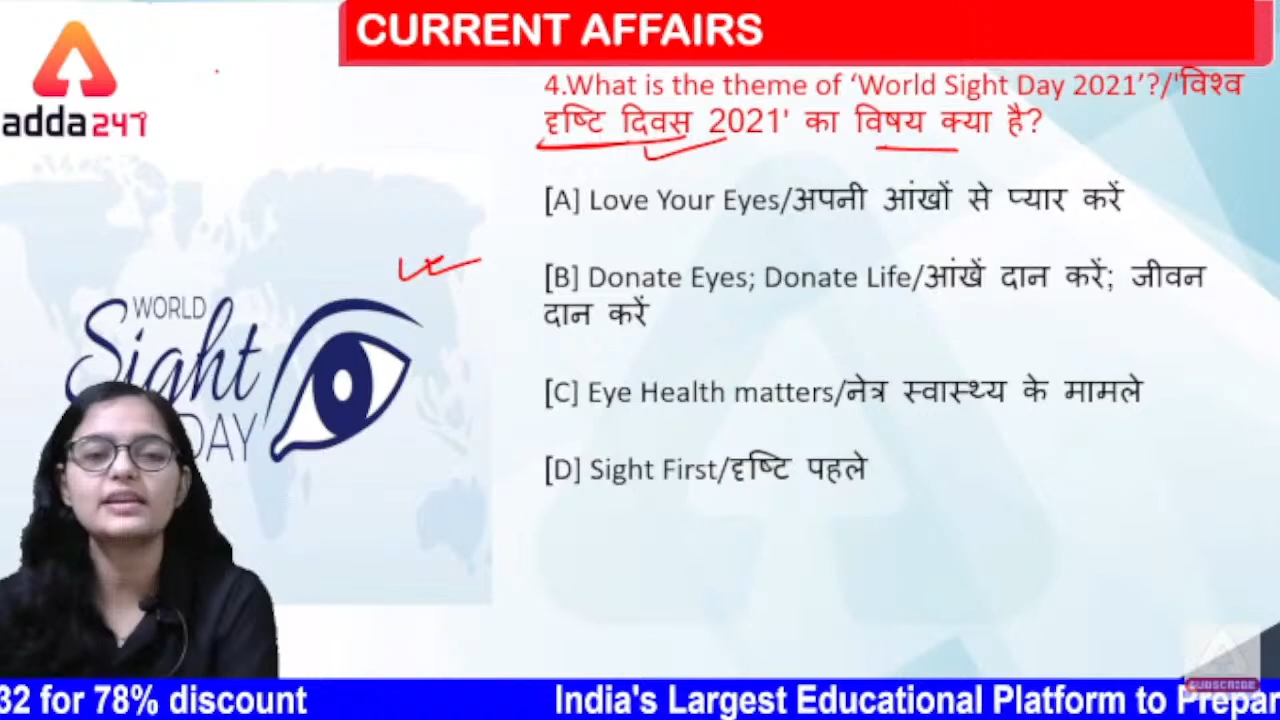 CURRENT AFFAIRS
adda247
4.What is the theme of ‘World Sight Day 2021’?/'विश्व
दृष्टि दिवस 2021' का विषय क्या है?
[A] Love Your Eyes/अपनी आंखों से प्यार करें
[B] Donate Eyes; Donate Life/आंखें दान करें; जीवन
दान करें
[C] Eye Health matters/नेत्र स्वास्थ्य के मामले
[D] Sight First/दृष्टि पहले
WORLD
Sight
DAY
SUBSCRIBE
32 for 78% discount India's Largest Educational Platform to Prepar